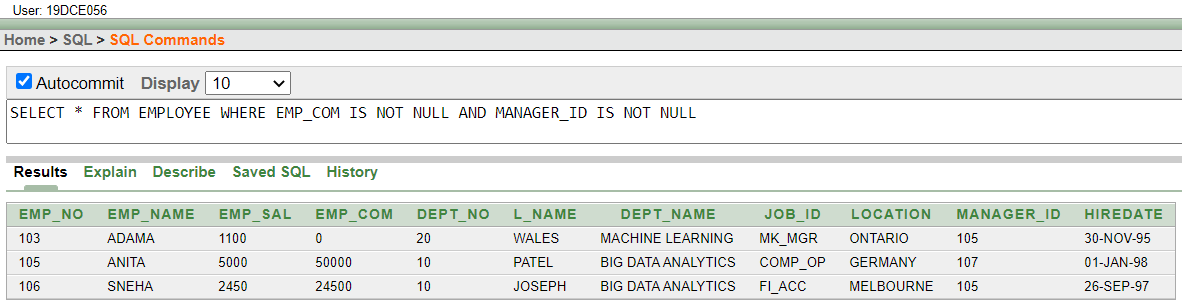 User: 19DCE056
Home > SQL > SQL Commands
Autocommit Display 10
SELECT * FROM EMPLOYEE WHERE EMP_COM IS NOT NULL AND MANAGER_ID IS NOT NULL
Results Explain Describe Saved SQL History
EMP_NO EMP_NAME EMP_SAL EMP_COM DEPT_NO L_NAME DEPT_NAME JOB_ID LOCATION MANAGER_ID HIREDATE
103 ADAMA 1100 0 20 WALES MACHINE LEARNING MK_MGR ONTARIO 105 30-NOV-95
105 ANITA 5000 50000 10 PATEL BIG DATA ANALYTICS COMP_OP GERMANY 107 01-JAN-98
106 SNEHA 2450 24500 10 JOSEPH BIG DATA ANALYTICS FI_ACC MELBOURNE 105 26-SEP-97